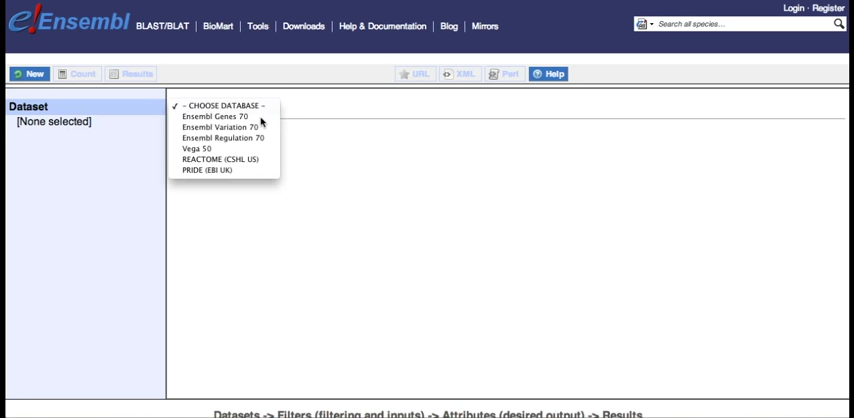 Login · Register
e!Ensembl BLAST/BLAT | BioMart | Tools | Downloads | Help & Documentation | Blog | Mirrors
Search all species...
New Count Results URL XML Perl Help
Dataset
[None selected]
✓ - CHOOSE DATABASE -
Ensembl Genes 70
Ensembl Variation 70
Ensembl Regulation 70
Vega 50
REACTOME (CSHL US)
PRIDE (EBI UK)
Datasets -> Filters (filtering and inputs) -> Attributes (desired output) -> Results